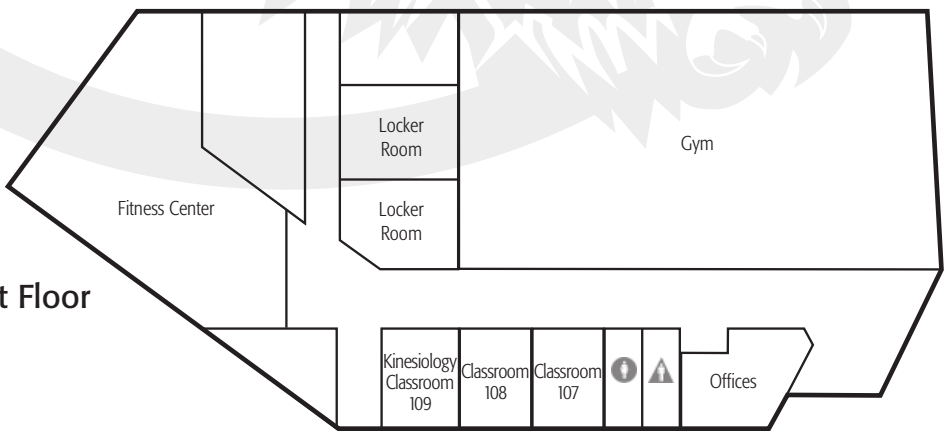 Locker
Room
Gym
Fitness Center
Locker
Room
t Floor
Kinesiology
Classroom
109
Classroom
108
Classroom
107
Offices